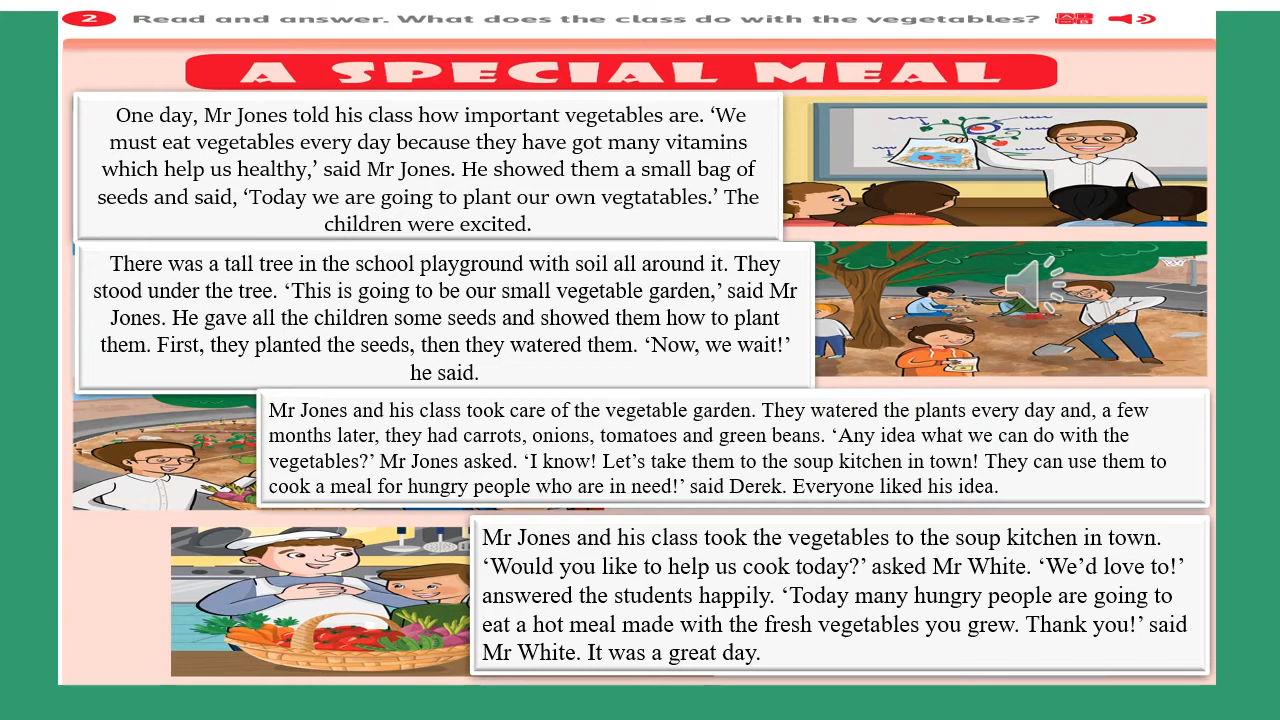 2 Read and answer. What does the class do with the vegetables?
A SPECIAL MEAL
One day, Mr Jones told his class how important vegetables are. ‘We
must eat vegetables every day because they have got many vitamins
which help us healthy,’ said Mr Jones. He showed them a small bag of
seeds and said, ‘Today we are going to plant our own vegtatables.’ The
children were excited.
There was a tall tree in the school playground with soil all around it. They
stood under the tree. ‘This is going to be our small vegetable garden,’ said Mr
Jones. He gave all the children some seeds and showed them how to plant
them. First, they planted the seeds, then they watered them. ‘Now, we wait!’
he said.
Mr Jones and his class took care of the vegetable garden. They watered the plants every day and, a few
months later, they had carrots, onions, tomatoes and green beans. ‘Any idea what we can do with the
vegetables?’ Mr Jones asked. ‘I know! Let’s take them to the soup kitchen in town! They can use them to
cook a meal for hungry people who are in need!’ said Derek. Everyone liked his idea.
Mr Jones and his class took the vegetables to the soup kitchen in town.
‘Would you like to help us cook today?’ asked Mr White. ‘We’d love to!’
answered the students happily. ‘Today many hungry people are going to
eat a hot meal made with the fresh vegetables you grew. Thank you!’ said
Mr White. It was a great day.